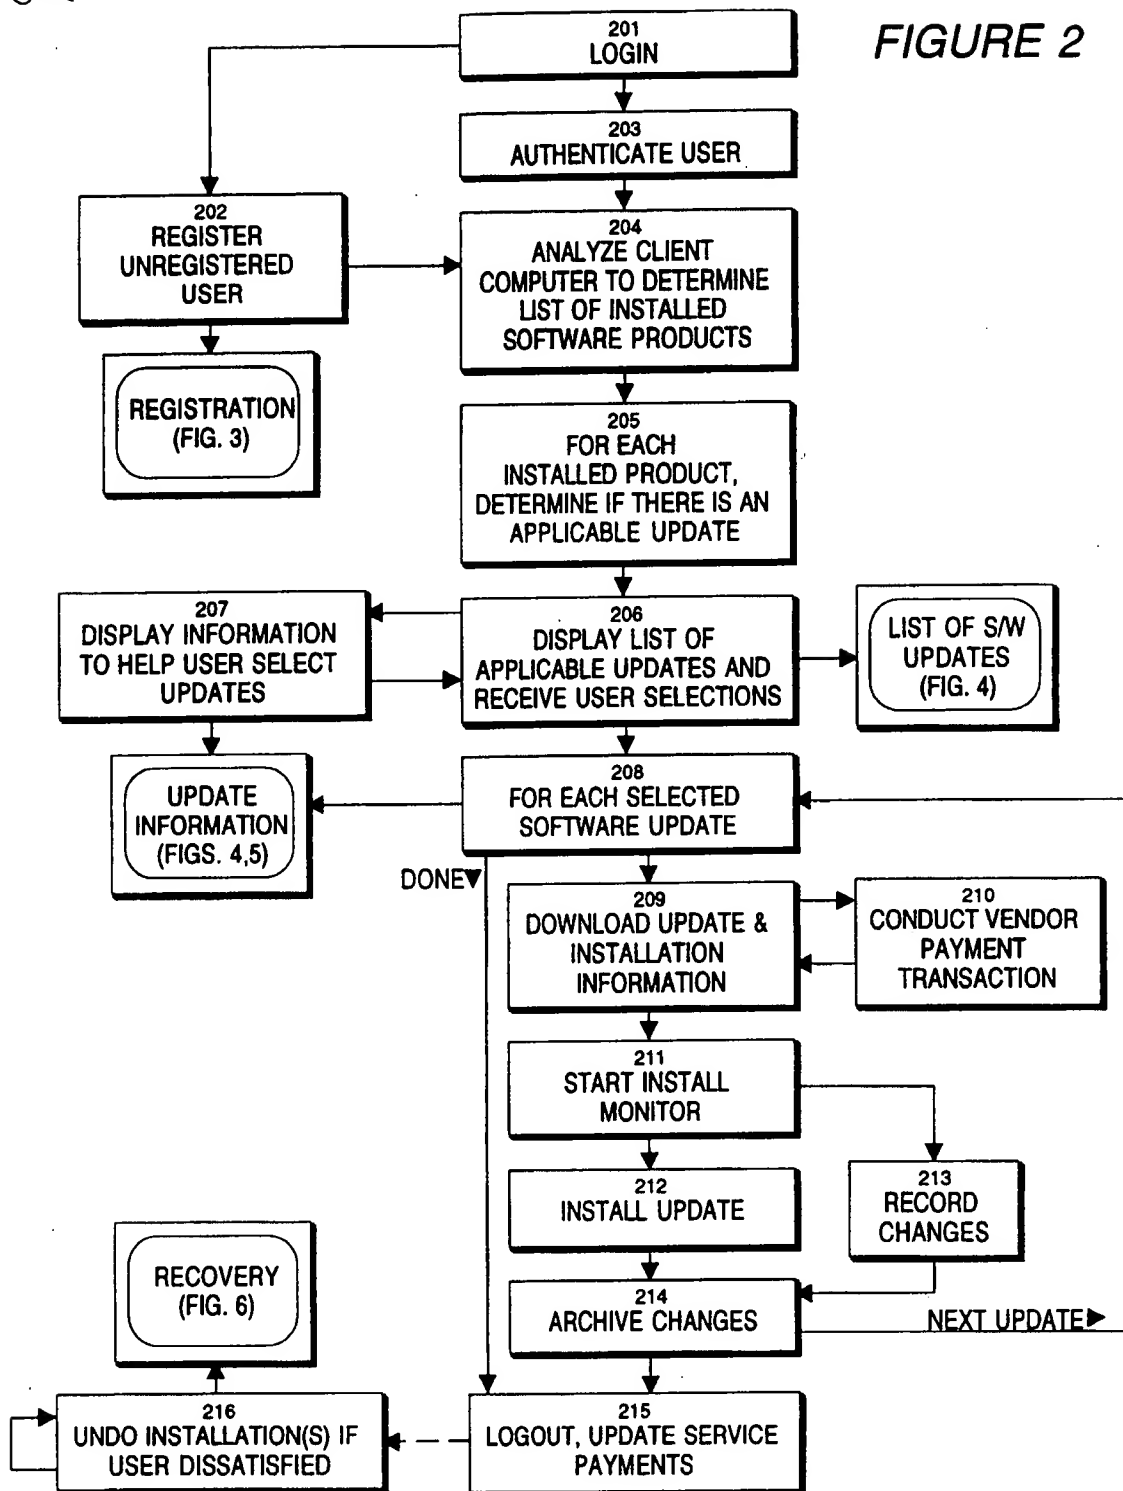 FIGURE 2
201
LOGIN
203
AUTHENTICATE USER
202
REGISTER
UNREGISTERED
USER
204
ANALYZE CLIENT
COMPUTER TO DETERMINE
LIST OF INSTALLED
SOFTWARE PRODUCTS
REGISTRATION
(FIG. 3)
205
FOR EACH
INSTALLED PRODUCT,
DETERMINE IF THERE IS AN
APPLICABLE UPDATE
207
DISPLAY INFORMATION
TO HELP USER SELECT
UPDATES
206
DISPLAY LIST OF
APPLICABLE UPDATES AND
RECEIVE USER SELECTIONS
LIST OF S/W
UPDATES
(FIG. 4)
UPDATE
INFORMATION
(FIGS. 4,5)
208
FOR EACH SELECTED
SOFTWARE UPDATE
DONE
209
DOWNLOAD UPDATE &
INSTALLATION
INFORMATION
210
CONDUCT VENDOR
PAYMENT
TRANSACTION
211
START INSTALL
MONITOR
212
INSTALL UPDATE
213
RECORD
CHANGES
RECOVERY
(FIG. 6)
214
ARCHIVE CHANGES
NEXT UPDATE
216
UNDO INSTALLATION(S) IF
USER DISSATISFIED
215
LOGOUT, UPDATE SERVICE
PAYMENTS